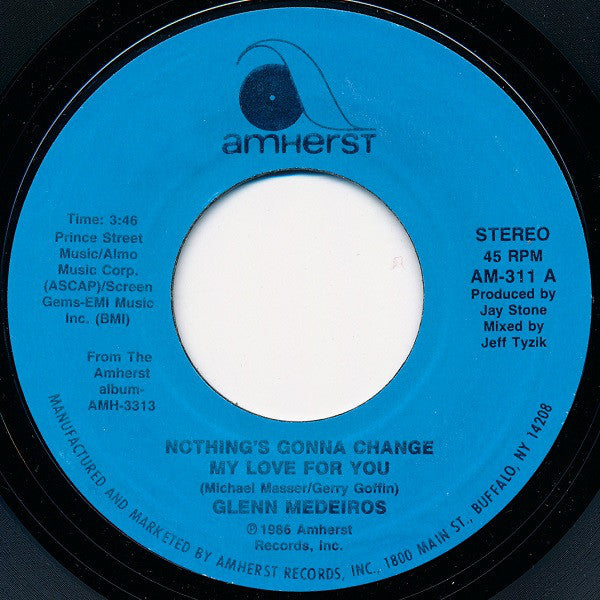 amHerST
Time: 3:46
Prince Street
Music/Almo
Music Corp.
(ASCAP)/Screen
Gems-EMI Music
Inc. (BMI)
From The
Amherst
album-
AMH-3313
STEREO
45 RPM
AM-311 A
Produced by
Jay Stone
Mixed by
Jeff Tyzik
NOTHING'S GONNA CHANGE
MY LOVE FOR YOU
(Michael Masser/Gerry Goffin)
GLENN MEDEIROS
℗1986 Amherst
Records, Inc.
MANUFACTURED AND MARKETED BY AMHERST RECORDS, INC., 1800 MAIN ST., BUFFALO, NY 14208